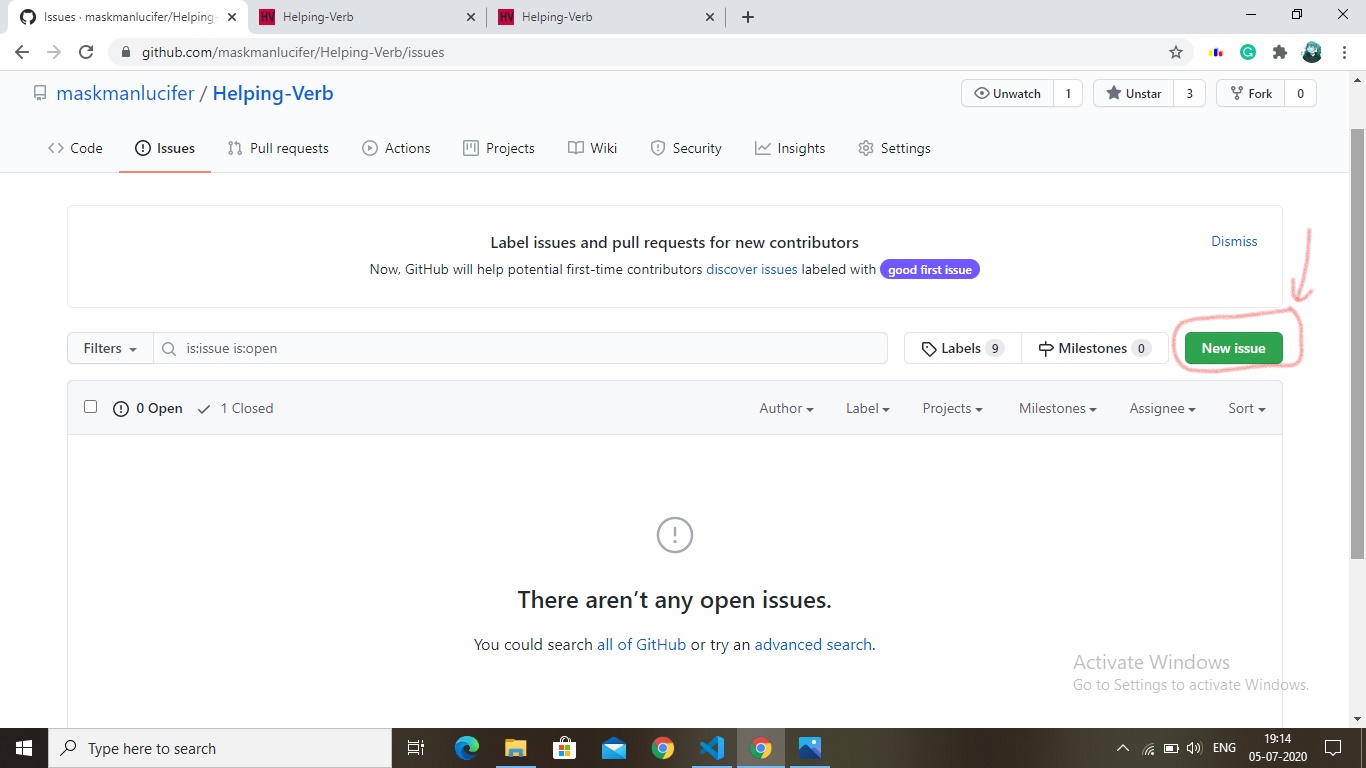 Issues · maskmanlucifer/Helping-
HV Helping-Verb
HV Helping-Verb
github.com/maskmanlucifer/Helping-Verb/issues
maskmanlucifer / Helping-Verb
Unwatch 1
Unstar 3
Fork 0
Code Issues Pull requests Actions Projects Wiki Security Insights Settings
Label issues and pull requests for new contributors
Dismiss
Now, GitHub will help potential first-time contributors discover issues labeled with good first issue
Filters is:issue is:open Labels 9 Milestones 0 New issue
0 Open 1 Closed Author Label Projects Milestones Assignee Sort
There aren’t any open issues.
You could search all of GitHub or try an advanced search.
Activate Windows
Go to Settings to activate Windows.
Type here to search
ENG
19:14
05-07-2020